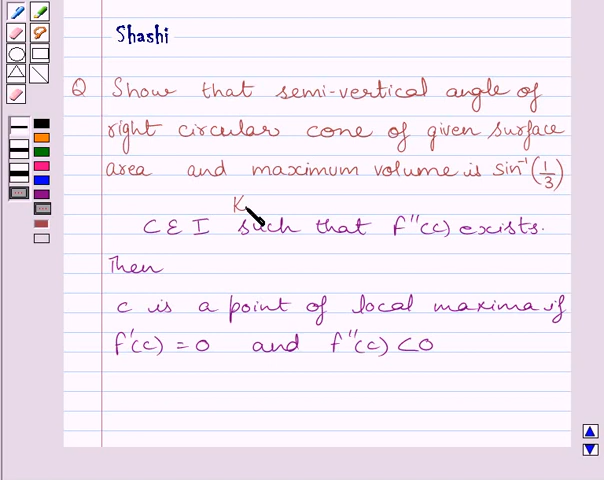 Shashi
Q Show that semi-vertical angle of
right circular cone of given surface
area and maximum volume is sin⁻¹(1/3)
K
C ε I such that f''(c) exists.
Then
c is a point of local maxima if
f'(c) = 0 and f''(c) < 0